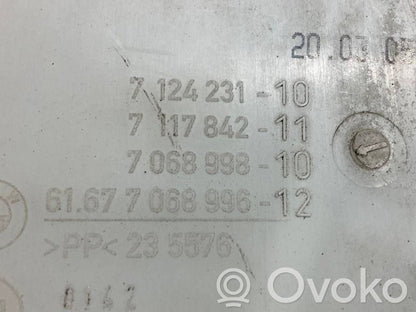 20.03.0
7 124 231 - 10
7 117 842 - 11
7 068 998 - 10
61.67 7 068 996 - 12
>PP< 23 5576
0142
Ovoko